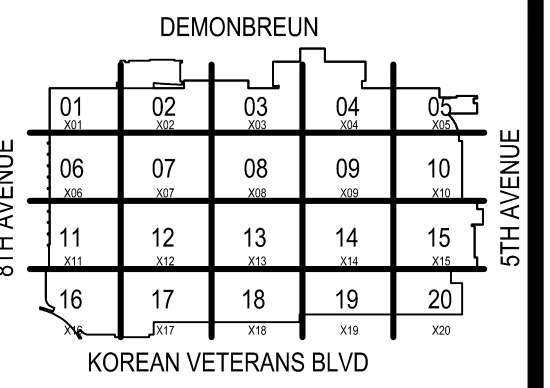 DEMONBREUN
01 02 03 04 05
X01 X02 X03 X04 X05
06 07 08 09 10
X06 X07 X08 X09 X10
11 12 13 14 15
X11 X12 X13 X14 X15
16 17 18 19 20
X16 X17 X18 X19 X20
KOREAN VETERANS BLVD
8TH AVENUE
5TH AVENUE